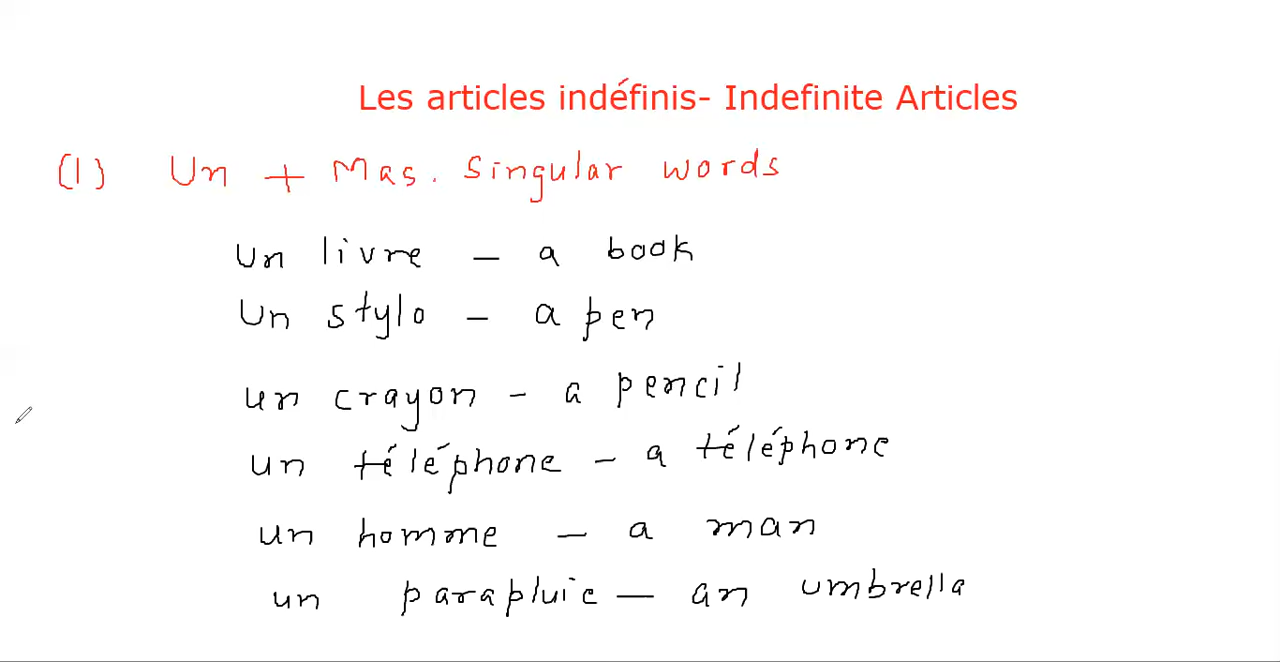 Les articles indéfinis- Indefinite Articles
(1) Un + Mas. Singular words
Un livre - a book
Un stylo - a pen
un crayon - a pencil
un téléphone - a téléphone
un homme - a man
un parapluie - an umbrella